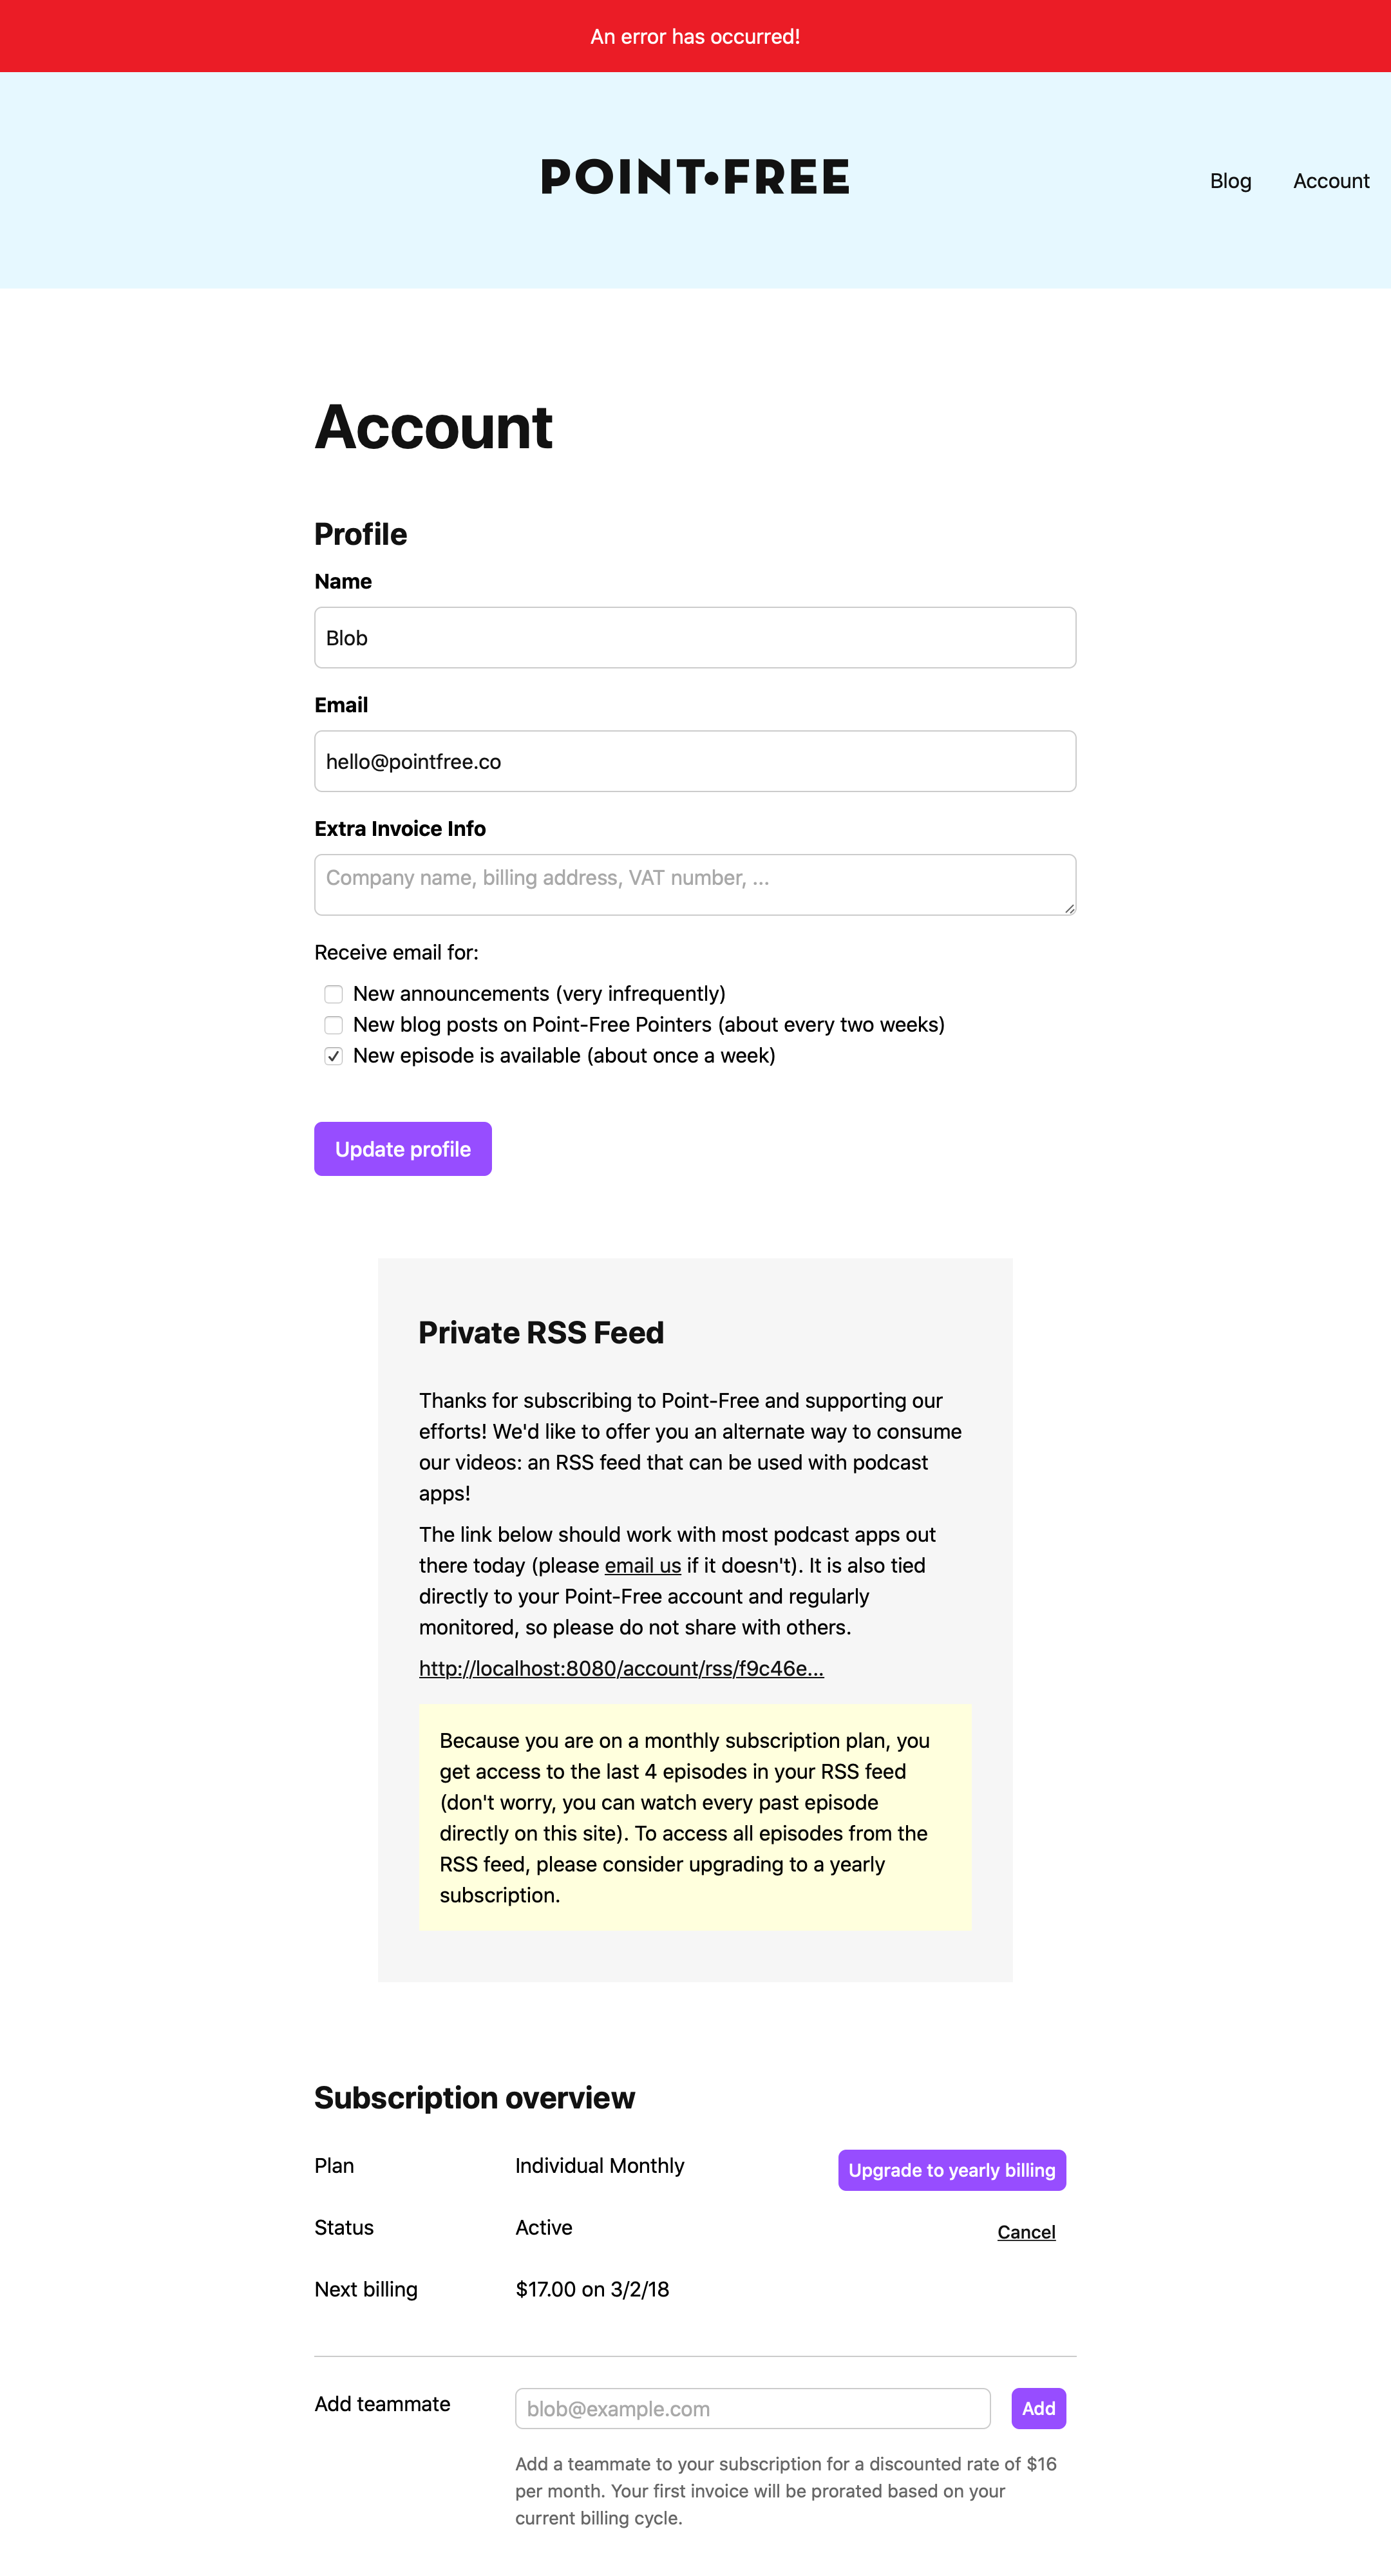 An error has occurred!
POINT•FREE
Blog
Account
Account
Profile
Name
Blob
Email
hello@pointfree.co
Extra Invoice Info
Company name, billing address, VAT number, ...
Receive email for:
New announcements (very infrequently)
New blog posts on Point-Free Pointers (about every two weeks)
New episode is available (about once a week)
Update profile
Private RSS Feed
Thanks for subscribing to Point-Free and supporting our
efforts! We'd like to offer you an alternate way to consume
our videos: an RSS feed that can be used with podcast
apps!
The link below should work with most podcast apps out
there today (please email us if it doesn't). It is also tied
directly to your Point-Free account and regularly
monitored, so please do not share with others.
http://localhost:8080/account/rss/f9c46e...
Because you are on a monthly subscription plan, you
get access to the last 4 episodes in your RSS feed
(don't worry, you can watch every past episode
directly on this site). To access all episodes from the
RSS feed, please consider upgrading to a yearly
subscription.
Subscription overview
Plan Individual Monthly Upgrade to yearly billing
Status Active Cancel
Next billing $17.00 on 3/2/18
Add teammate blob@example.com Add
Add a teammate to your subscription for a discounted rate of $16
per month. Your first invoice will be prorated based on your
current billing cycle.